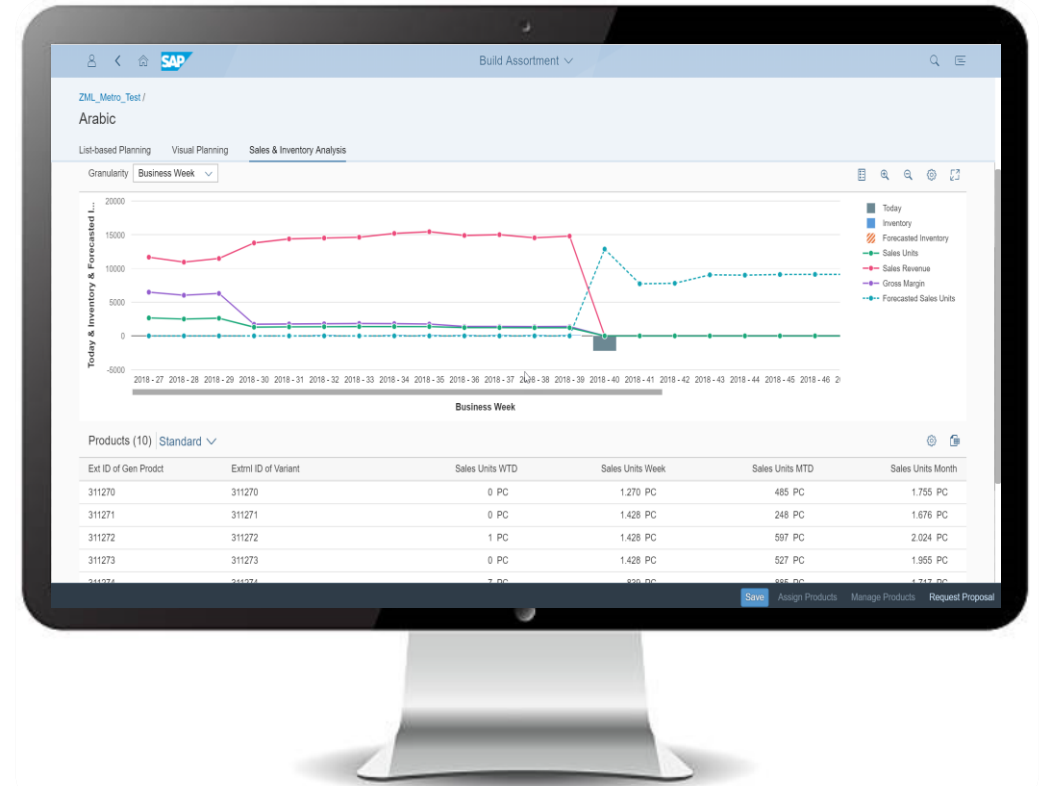 SAP
Build Assortment
ZML_Metro_Test /
Arabic
List-based Planning Visual Planning Sales & Inventory Analysis
Granularity Business Week
Today & Inventory & Forecasted I...
20000
15000
10000
5000
0
-5000
2018 - 27 2018 - 28 2018 - 29 2018 - 30 2018 - 31 2018 - 32 2018 - 33 2018 - 34 2018 - 35 2018 - 36 2018 - 37 2018 - 38 2018 - 39 2018 - 40 2018 - 41 2018 - 42 2018 - 43 2018 - 44 2018 - 45 2018 - 46
Business Week
Today
Inventory
Forecasted Inventory
Sales Units
Sales Revenue
Gross Margin
Forecasted Sales Units
Products (10) Standard
Ext ID of Gen Prodct Extrnl ID of Variant Sales Units WTD Sales Units Week Sales Units MTD Sales Units Month
311270 311270 0 PC 1.270 PC 485 PC 1.755 PC
311271 311271 0 PC 1.428 PC 248 PC 1.676 PC
311272 311272 1 PC 1.428 PC 597 PC 2.024 PC
311273 311273 0 PC 1.428 PC 527 PC 1.955 PC
Save Assign Products Manage Products Request Proposal